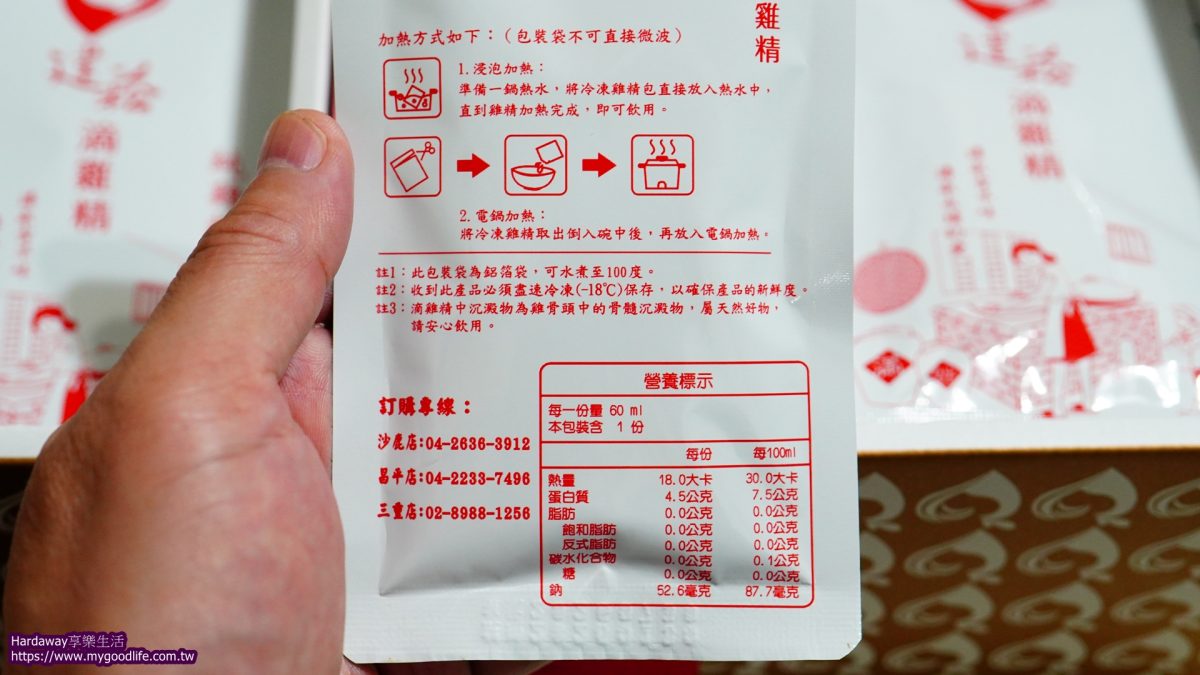 雞精
加熱方式如下：（包裝袋不可直接微波）
1. 浸泡加熱：
準備一鍋熱水，將冷凍雞精包直接放入熱水中，
直到雞精加熱完成，即可飲用。
2. 電鍋加熱：
將冷凍雞精取出倒入碗中後，再放入電鍋加熱。
註1：此包裝袋為鋁箔袋，可水煮至100度。
註2：收到此產品必須盡速冷凍(-18℃)保存，以確保產品的新鮮度。
註3：滴雞精中沉澱物為雞骨頭中的骨髓沉澱物，屬天然好物，
請安心飲用。
訂購專線：
沙鹿店:04-2636-3912
昌平店:04-2233-7496
三重店:02-8988-1256
營養標示
每一份量 60 ml
本包裝含 1 份
每份 每100ml
熱量 18.0大卡 30.0大卡
蛋白質 4.5公克 7.5公克
脂肪 0.0公克 0.0公克
飽和脂肪 0.0公克 0.0公克
反式脂肪 0.0公克 0.0公克
碳水化合物 0.0公克 0.1公克
糖 0.0公克 0.0公克
鈉 52.6毫克 87.7毫克
滴雞精
滴雞精
Hardaway享樂生活
https://www.mygoodlife.com.tw